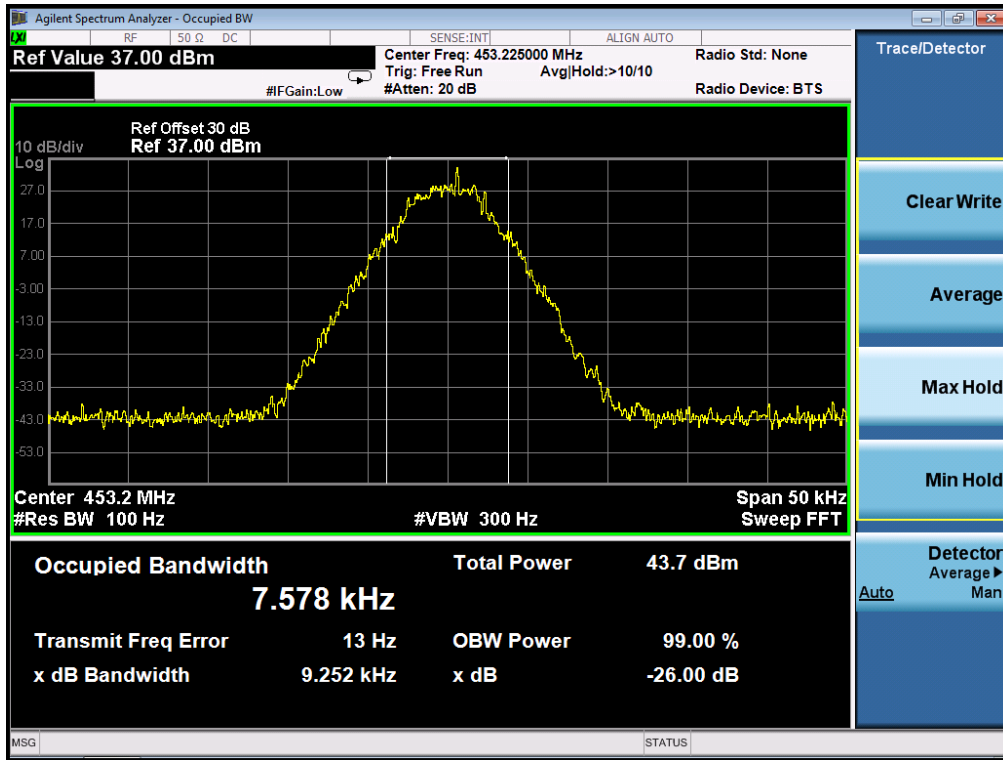 Agilent Spectrum Analyzer - Occupied BW
LXI RF 50 Ω DC SENSE:INT ALIGN AUTO
Ref Value 37.00 dBm
Center Freq: 453.225000 MHz Radio Std: None
Trig: Free Run Avg|Hold:>10/10
#IFGain:Low #Atten: 20 dB Radio Device: BTS
Trace/Detector
Ref Offset 30 dB
10 dB/div Ref 37.00 dBm
Log
27.0
17.0
7.00
-3.00
-13.0
-23.0
-33.0
-43.0
-53.0
Center 453.2 MHz Span 50 kHz
#Res BW 100 Hz #VBW 300 Hz Sweep FFT
Occupied Bandwidth Total Power 43.7 dBm
7.578 kHz
Transmit Freq Error 13 Hz OBW Power 99.00 %
x dB Bandwidth 9.252 kHz x dB -26.00 dB
Clear Write
Average
Max Hold
Min Hold
Detector
Average
Auto Man
MSG STATUS